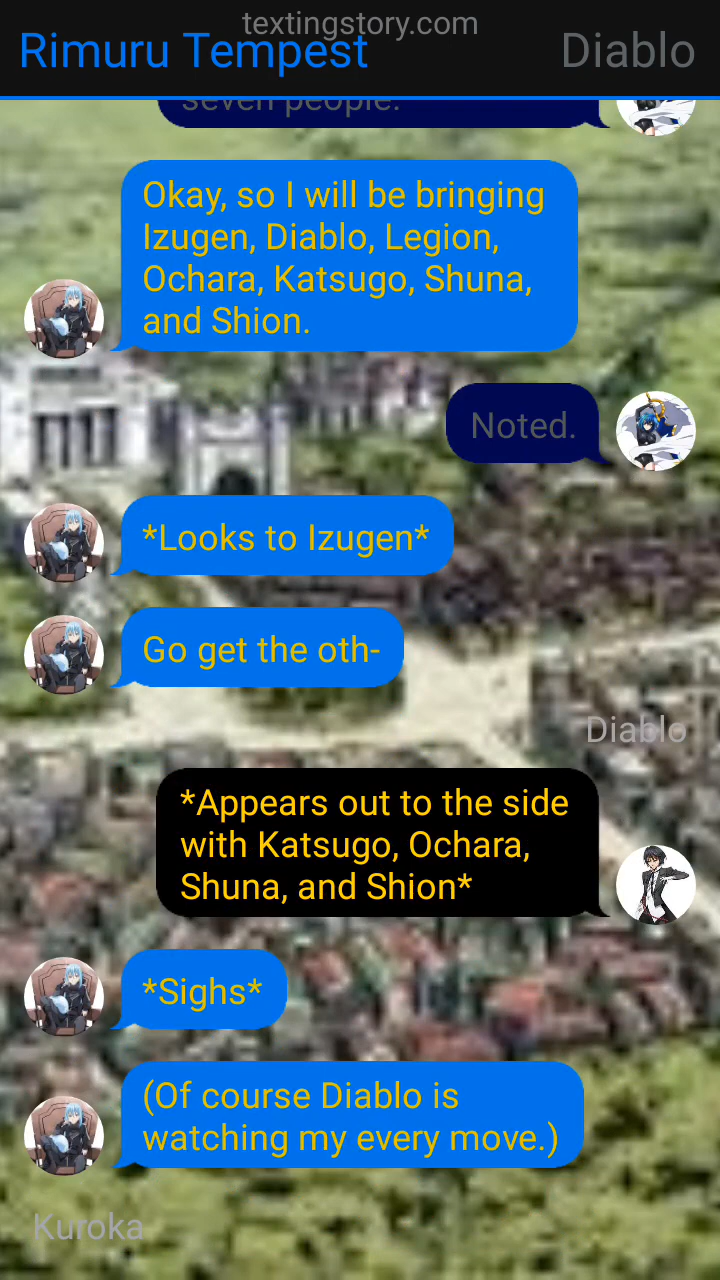 textingstory.com
Rimuru Tempest
Diablo
seven people.
Okay, so I will be bringing
Izugen, Diablo, Legion,
Ochara, Katsugo, Shuna,
and Shion.
Noted.
*Looks to Izugen*
Go get the oth-
Diablo
*Appears out to the side
with Katsugo, Ochara,
Shuna, and Shion*
*Sighs*
(Of course Diablo is
watching my every move.)
Kuroka